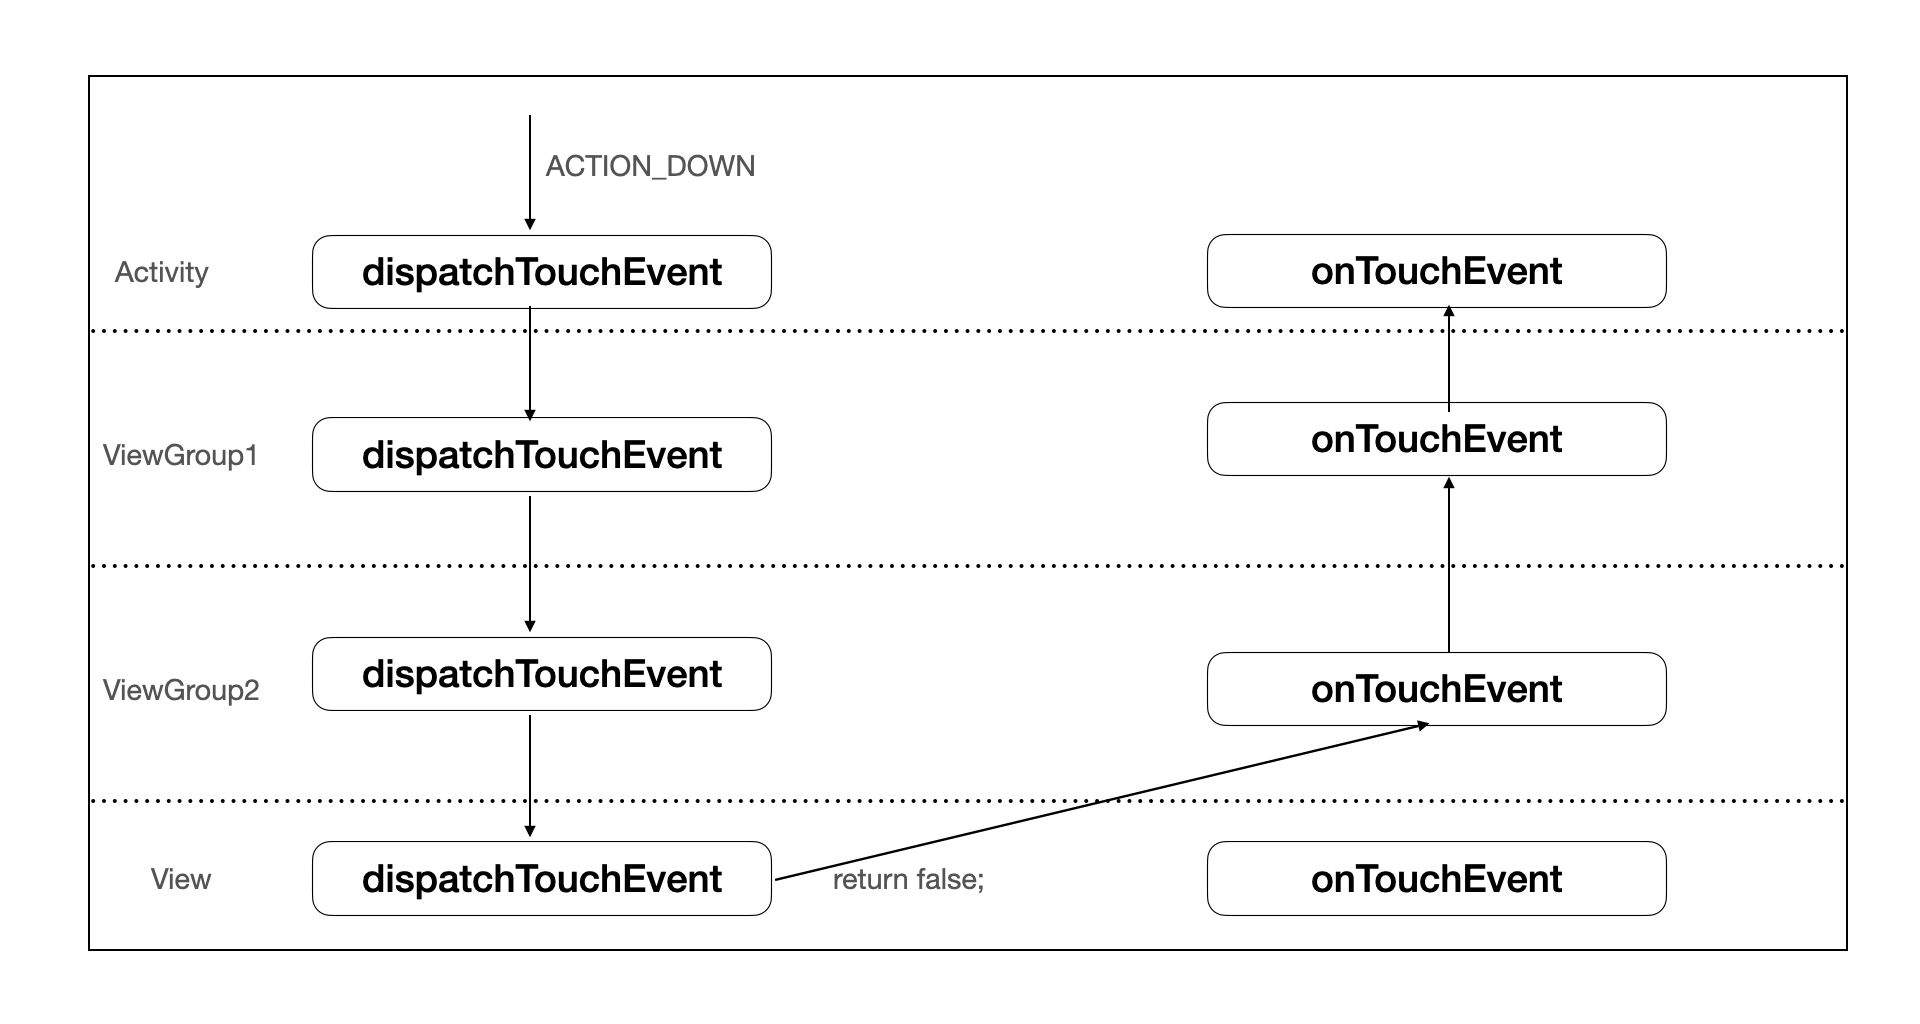 ACTION_DOWN
Activity
dispatchTouchEvent
onTouchEvent
ViewGroup1
dispatchTouchEvent
onTouchEvent
ViewGroup2
dispatchTouchEvent
onTouchEvent
View
dispatchTouchEvent
return false;
onTouchEvent